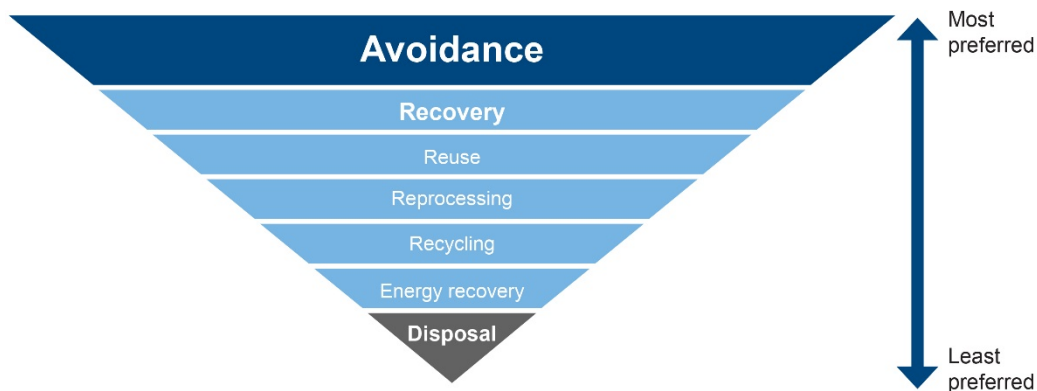 Avoidance
Recovery
Reuse
Reprocessing
Recycling
Energy recovery
Disposal
Most
preferred
Least
preferred